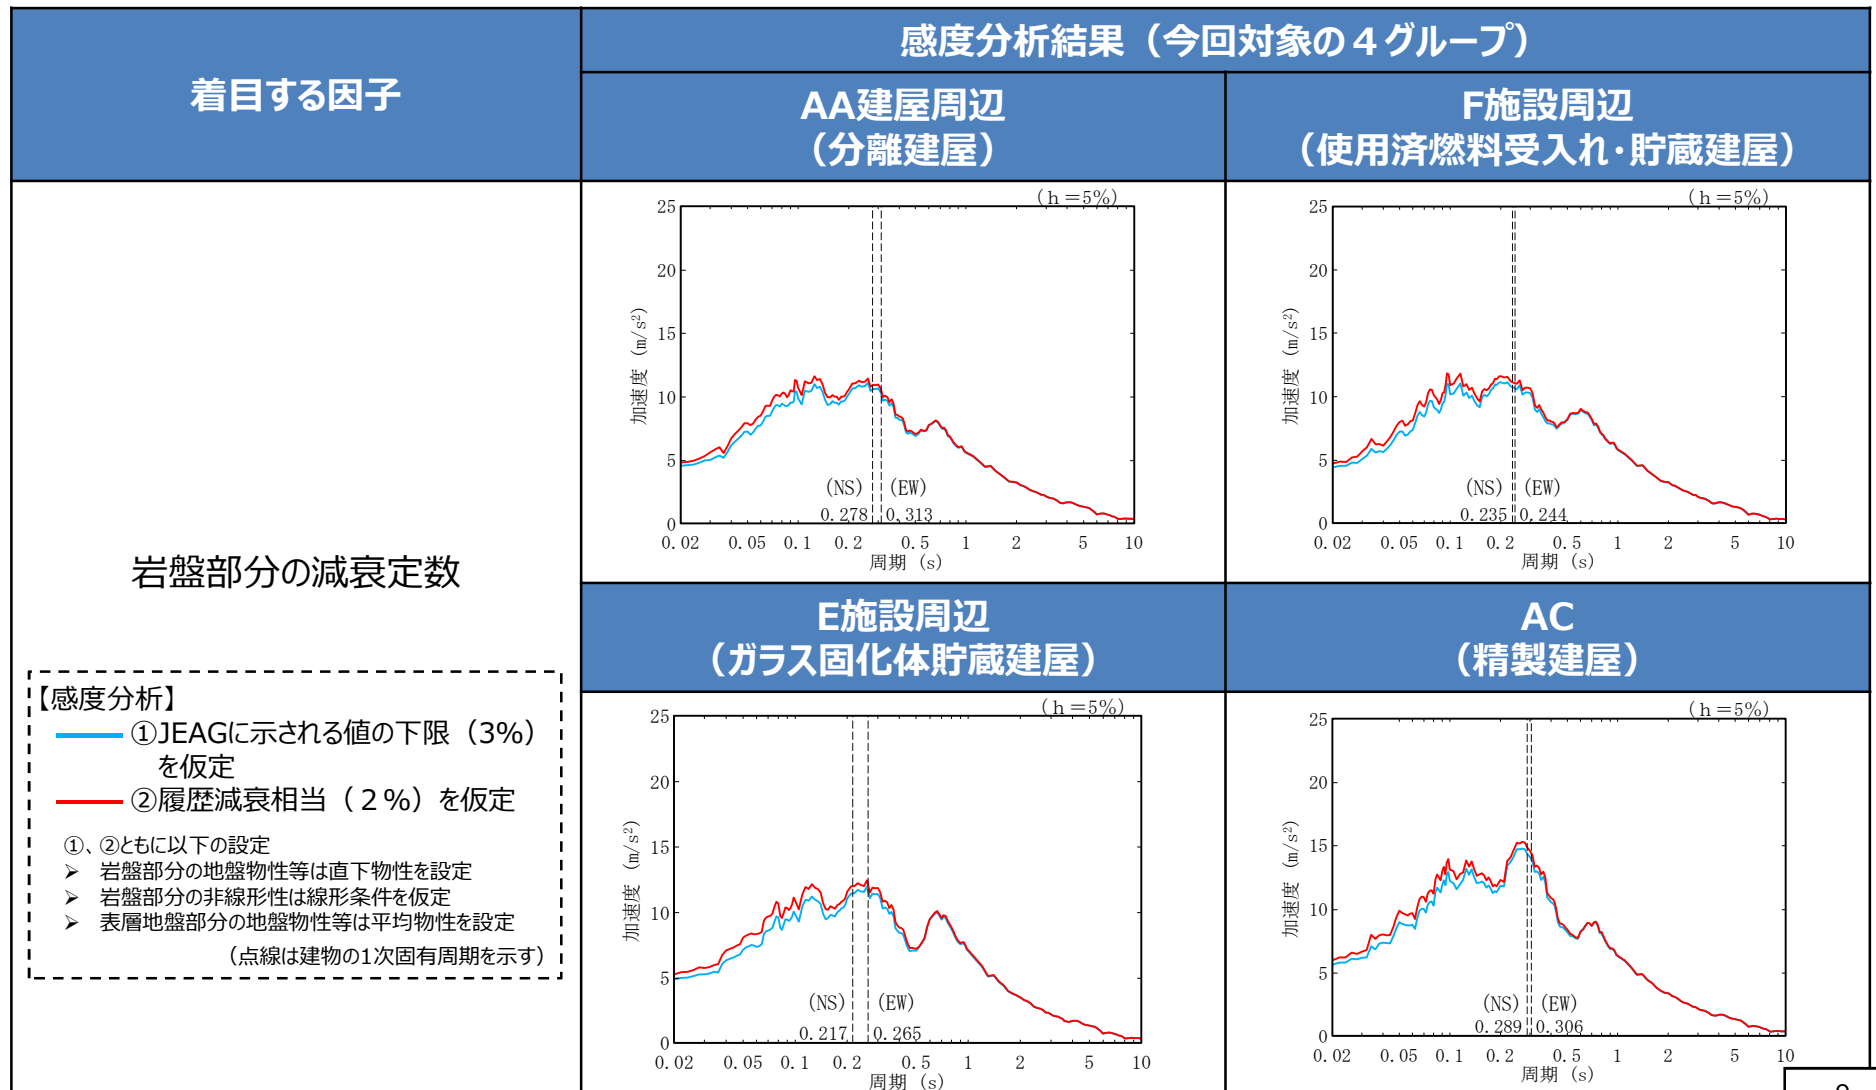 着目する因子
感度分析結果（今回対象の４グループ）
AA建屋周辺
（分離建屋）
F施設周辺
（使用済燃料受入れ・貯蔵建屋）
岩盤部分の減衰定数
【感度分析】
①JEAGに示される値の下限（3%）
を仮定
②履歴減衰相当（２%）を仮定
①、②ともに以下の設定
➢ 岩盤部分の地盤物性等は直下物性を設定
➢ 岩盤部分の非線形性は線形条件を仮定
➢ 表層地盤部分の地盤物性等は平均物性を設定
（点線は建物の1次固有周期を示す）
(h=5%)
25
20
15
10
5
0
加速度 (m/s²)
(NS) (EW)
0.278 0.313
0.02 0.05 0.1 0.2 0.5 1 2 5 10
周期 (s)
(h=5%)
25
20
15
10
5
0
加速度 (m/s²)
(NS) (EW)
0.235 0.244
0.02 0.05 0.1 0.2 0.5 1 2 5 10
周期 (s)
E施設周辺
（ガラス固化体貯蔵建屋）
AC
（精製建屋）
(h=5%)
25
20
15
10
5
0
加速度 (m/s²)
(NS) (EW)
0.217 0.265
0.02 0.05 0.1 0.2 0.5 1 2 5 10
周期 (s)
(h=5%)
25
20
15
10
5
0
加速度 (m/s²)
(NS) (EW)
0.289 0.306
0.02 0.05 0.1 0.2 0.5 1 2 5 10
周期 (s)